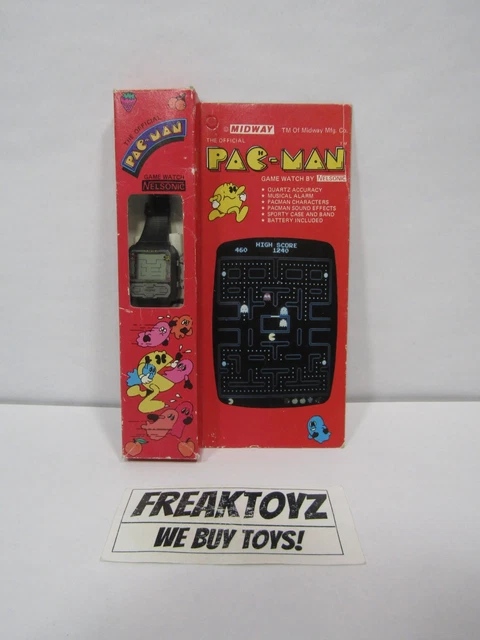 THE OFFICIAL
PAC-MAN
GAME WATCH
NELSONIC
MIDWAY TM Of Midway Mfg. Co.
THE OFFICIAL
PAC-MAN
GAME WATCH BY NELSONIC
• QUARTZ ACCURACY
• MUSICAL ALARM
• PACMAN CHARACTERS
• PACMAN SOUND EFFECTS
• SPORTY CASE AND BAND
• BATTERY INCLUDED
HIGH SCORE
460 1240
FREAKTOYZ
WE BUY TOYS!